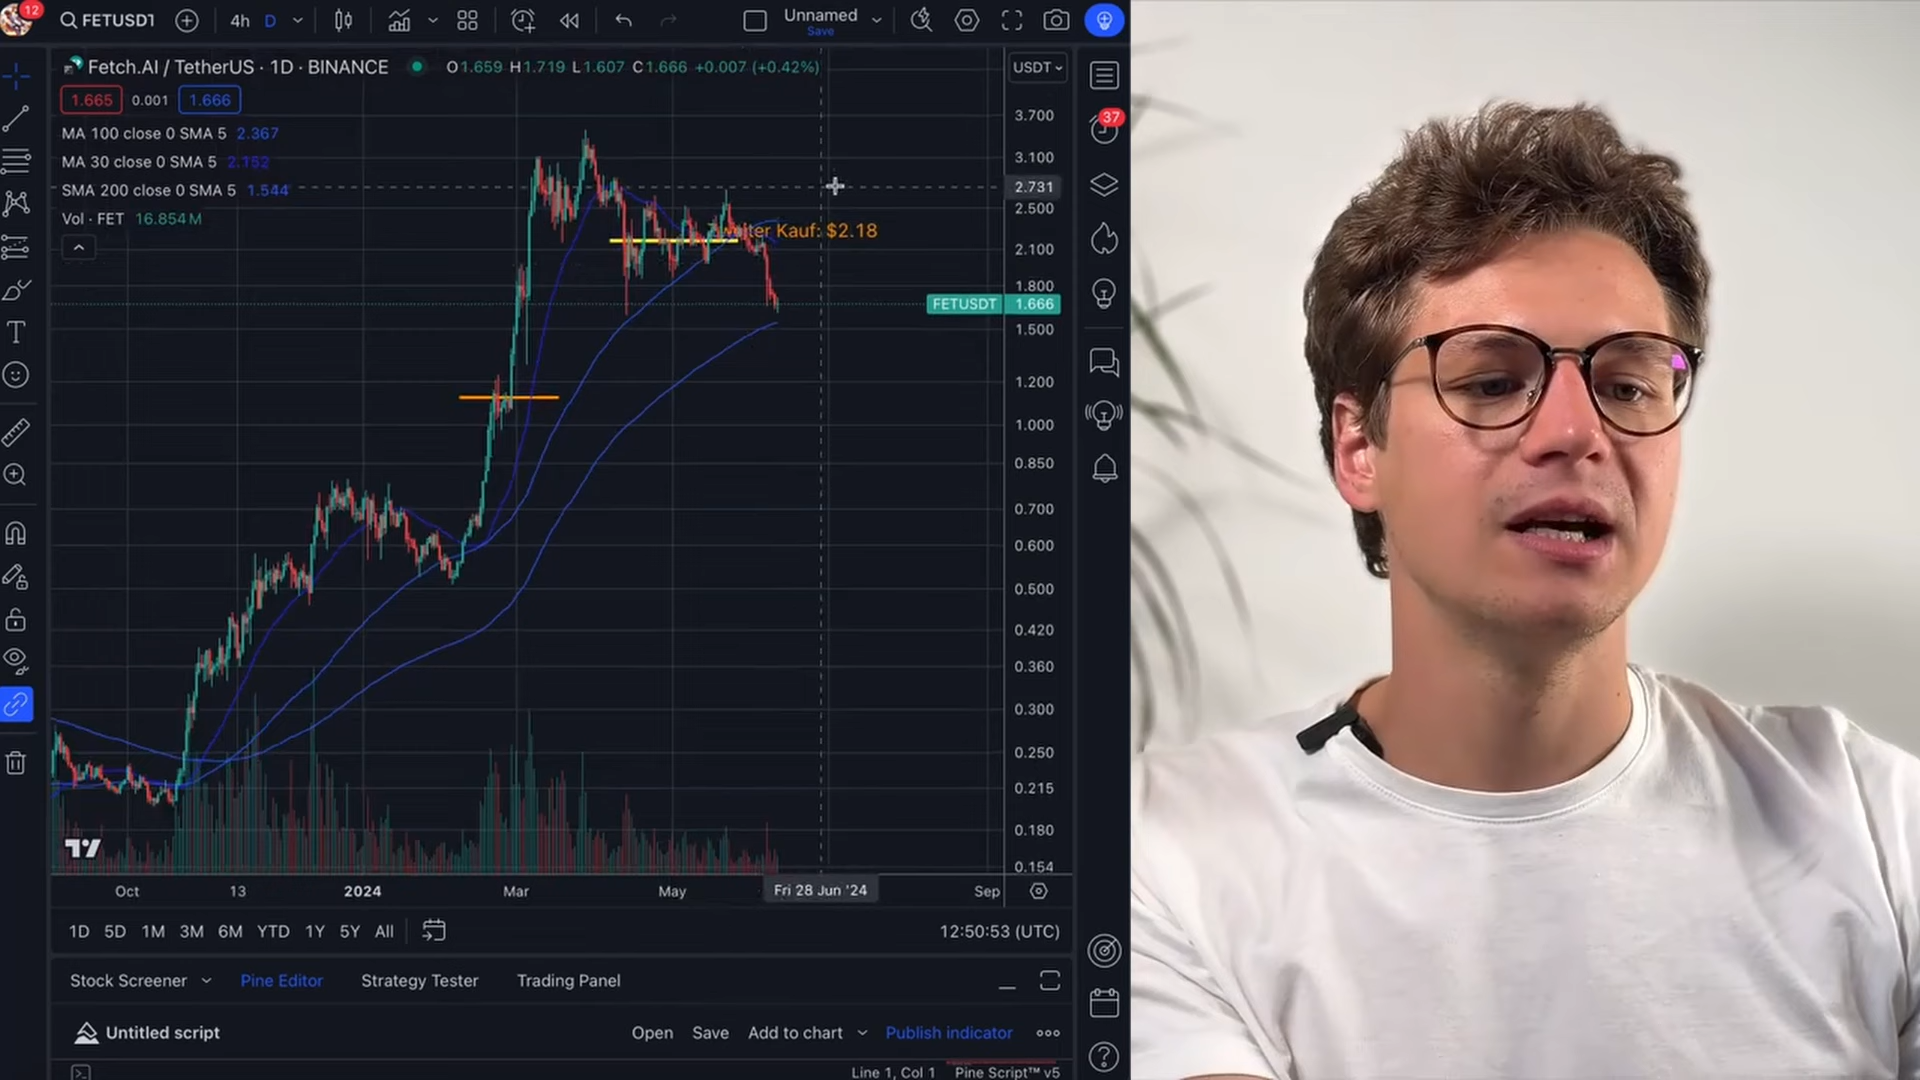 12
FETUSDT
4h D
Unnamed
Save
Fetch.AI / TetherUS · 1D · BINANCE
O1.659 H1.719 L1.607 C1.666 +0.007 (+0.42%)
USDT
1.665 0.001 1.666
MA 100 close 0 SMA 5 2.367
MA 30 close 0 SMA 5 2.152
SMA 200 close 0 SMA 5 1.544
Vol · FET 16.854M
37
Kauf: $2.18
3.700
3.100
2.731
2.500
2.100
1.800
FETUSDT 1.666
1.500
1.200
1.000
0.850
0.700
0.600
0.500
0.420
0.360
0.300
0.250
0.215
0.180
0.154
Oct 13 2024 Mar May Fri 28 Jun '24 Sep
1D 5D 1M 3M 6M YTD 1Y 5Y All
12:50:53 (UTC)
Stock Screener Pine Editor Strategy Tester Trading Panel
Untitled script
Open Save Add to chart Publish indicator
Line 1, Col 1 Pine Script™ v5